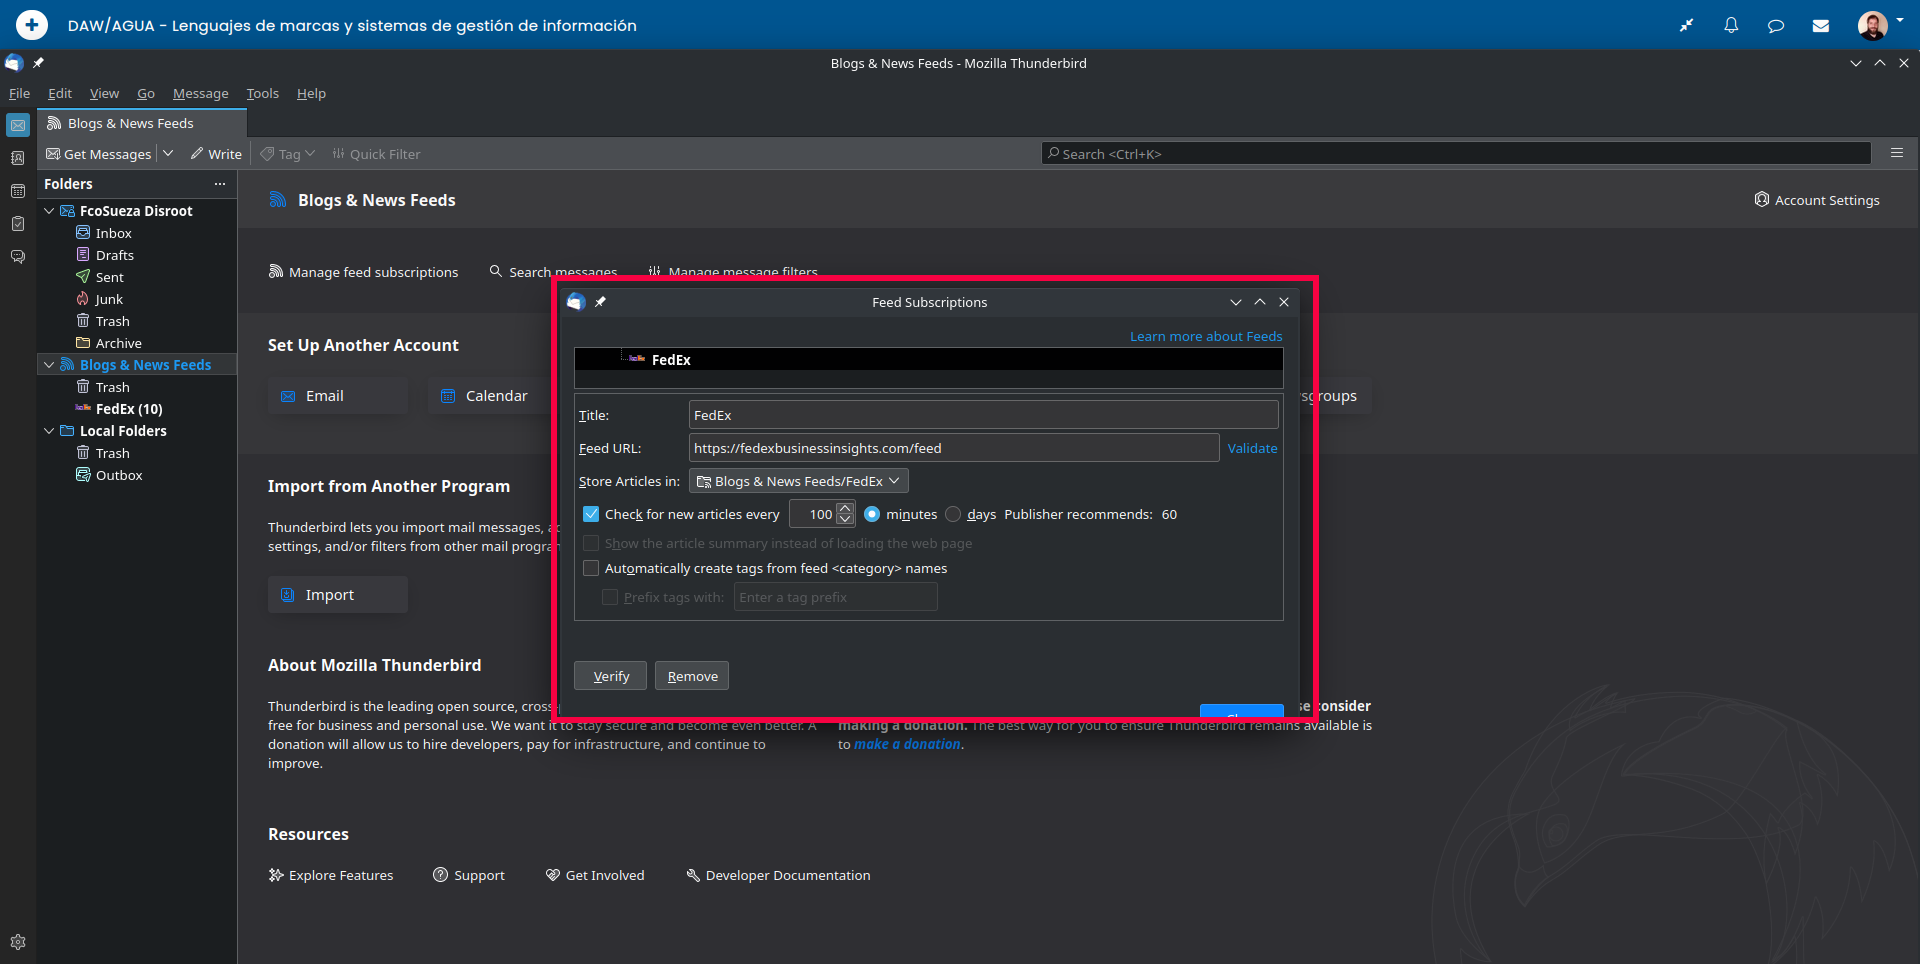 DAW/AGUA - Lenguajes de marcas y sistemas de gestión de información
Blogs & News Feeds - Mozilla Thunderbird
File Edit View Go Message Tools Help
Blogs & News Feeds
Get Messages Write Tag Quick Filter Search <Ctrl+K>
Folders ...
FcoSueza Disroot
Inbox
Drafts
Sent
Junk
Trash
Archive
Blogs & News Feeds
Trash
FedEx (10)
Local Folders
Trash
Outbox
Blogs & News Feeds
Account Settings
Manage feed subscriptions Search messages Manage message filters
Set Up Another Account
Email Calendar sgroups
Import from Another Program
Thunderbird lets you import mail messages,
settings, and/or filters from other mail
Import
About Mozilla Thunderbird
Thunderbird is the leading open source, cross-
free for business and personal use. We want it to stay secure and become even better. A
donation will allow us to hire developers, pay for infrastructure, and continue to
improve.
consider
making a donation. The best way for you to ensure Thunderbird remains available is
to make a donation.
Resources
Explore Features Support Get Involved Developer Documentation
Feed Subscriptions
Learn more about Feeds
FedEx
Title: FedEx
Feed URL: https://fedexbusinessinsights.com/feed Validate
Store Articles in: Blogs & News Feeds/FedEx
Check for new articles every 100 minutes days Publisher recommends: 60
Show the article summary instead of loading the web page
Automatically create tags from feed <category> names
Prefix tags with: Enter a tag prefix
Verify Remove